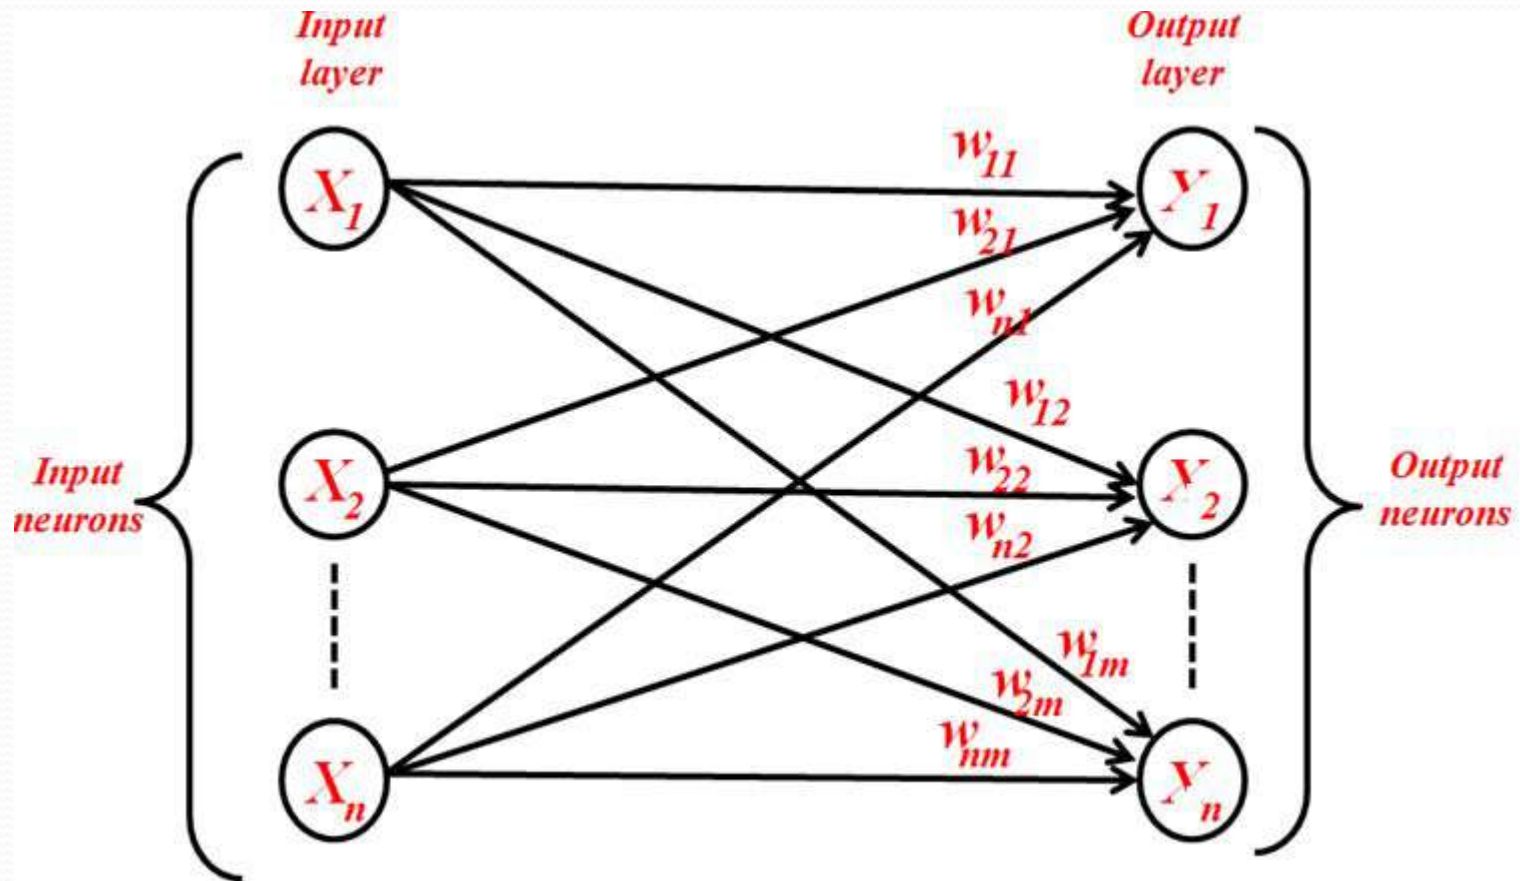 Input
layer
Output
layer
X1
w11
Y1
w21
wn1
w12
Input
neurons
X2
w22
Y2
Output
neurons
wn2
w1m
w2m
wnm
Xn
Yn